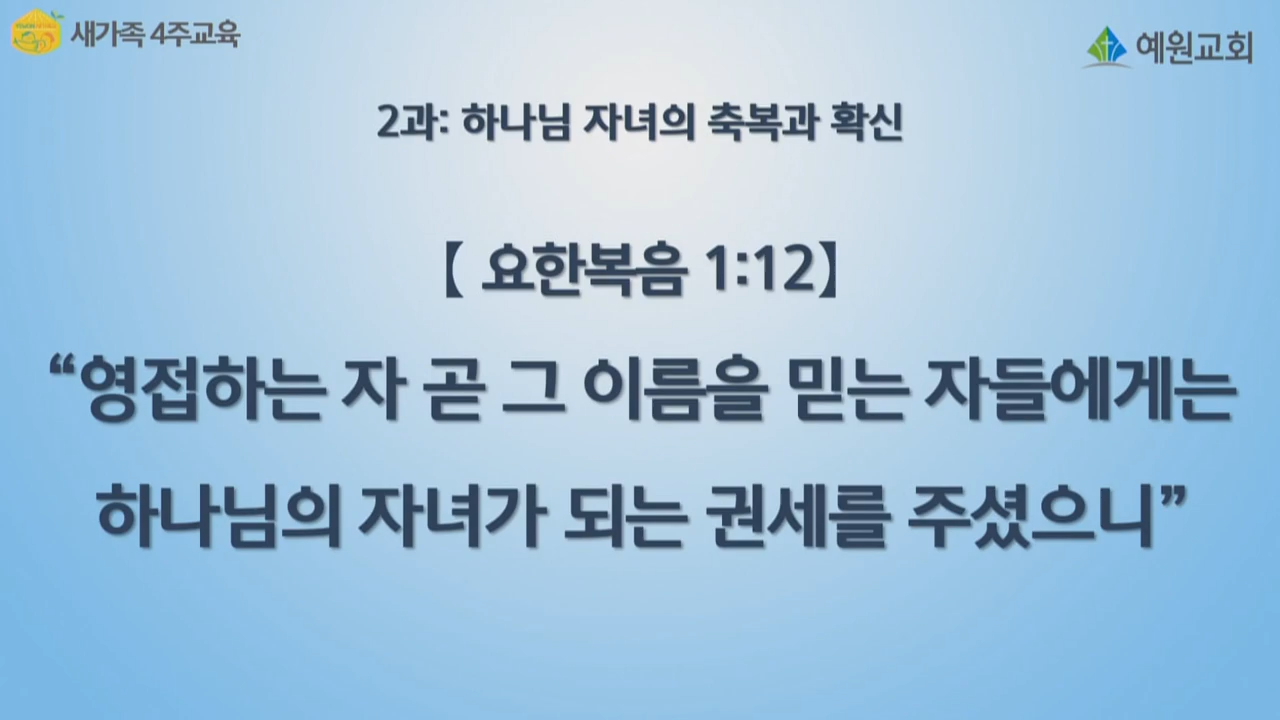 새가족 4주교육
예원교회
2과: 하나님 자녀의 축복과 확신
【 요한복음 1:12】
“영접하는 자 곧 그 이름을 믿는 자들에게는
하나님의 자녀가 되는 권세를 주셨으니”